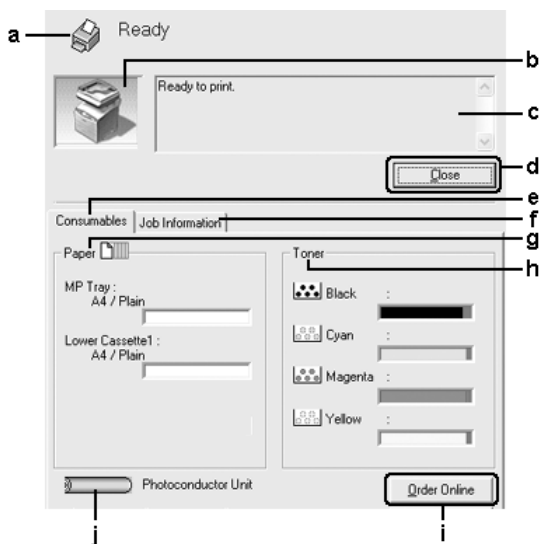 a
Ready
b
Ready to print.
c
d
Close
e
Consumables
Job Information
f
g
Paper
Toner
h
MP Tray :
A4 / Plain
Black :
Lower Cassette1 :
A4 / Plain
Cyan :
Magenta :
Yellow :
Photoconductor Unit
Order Online
j
i